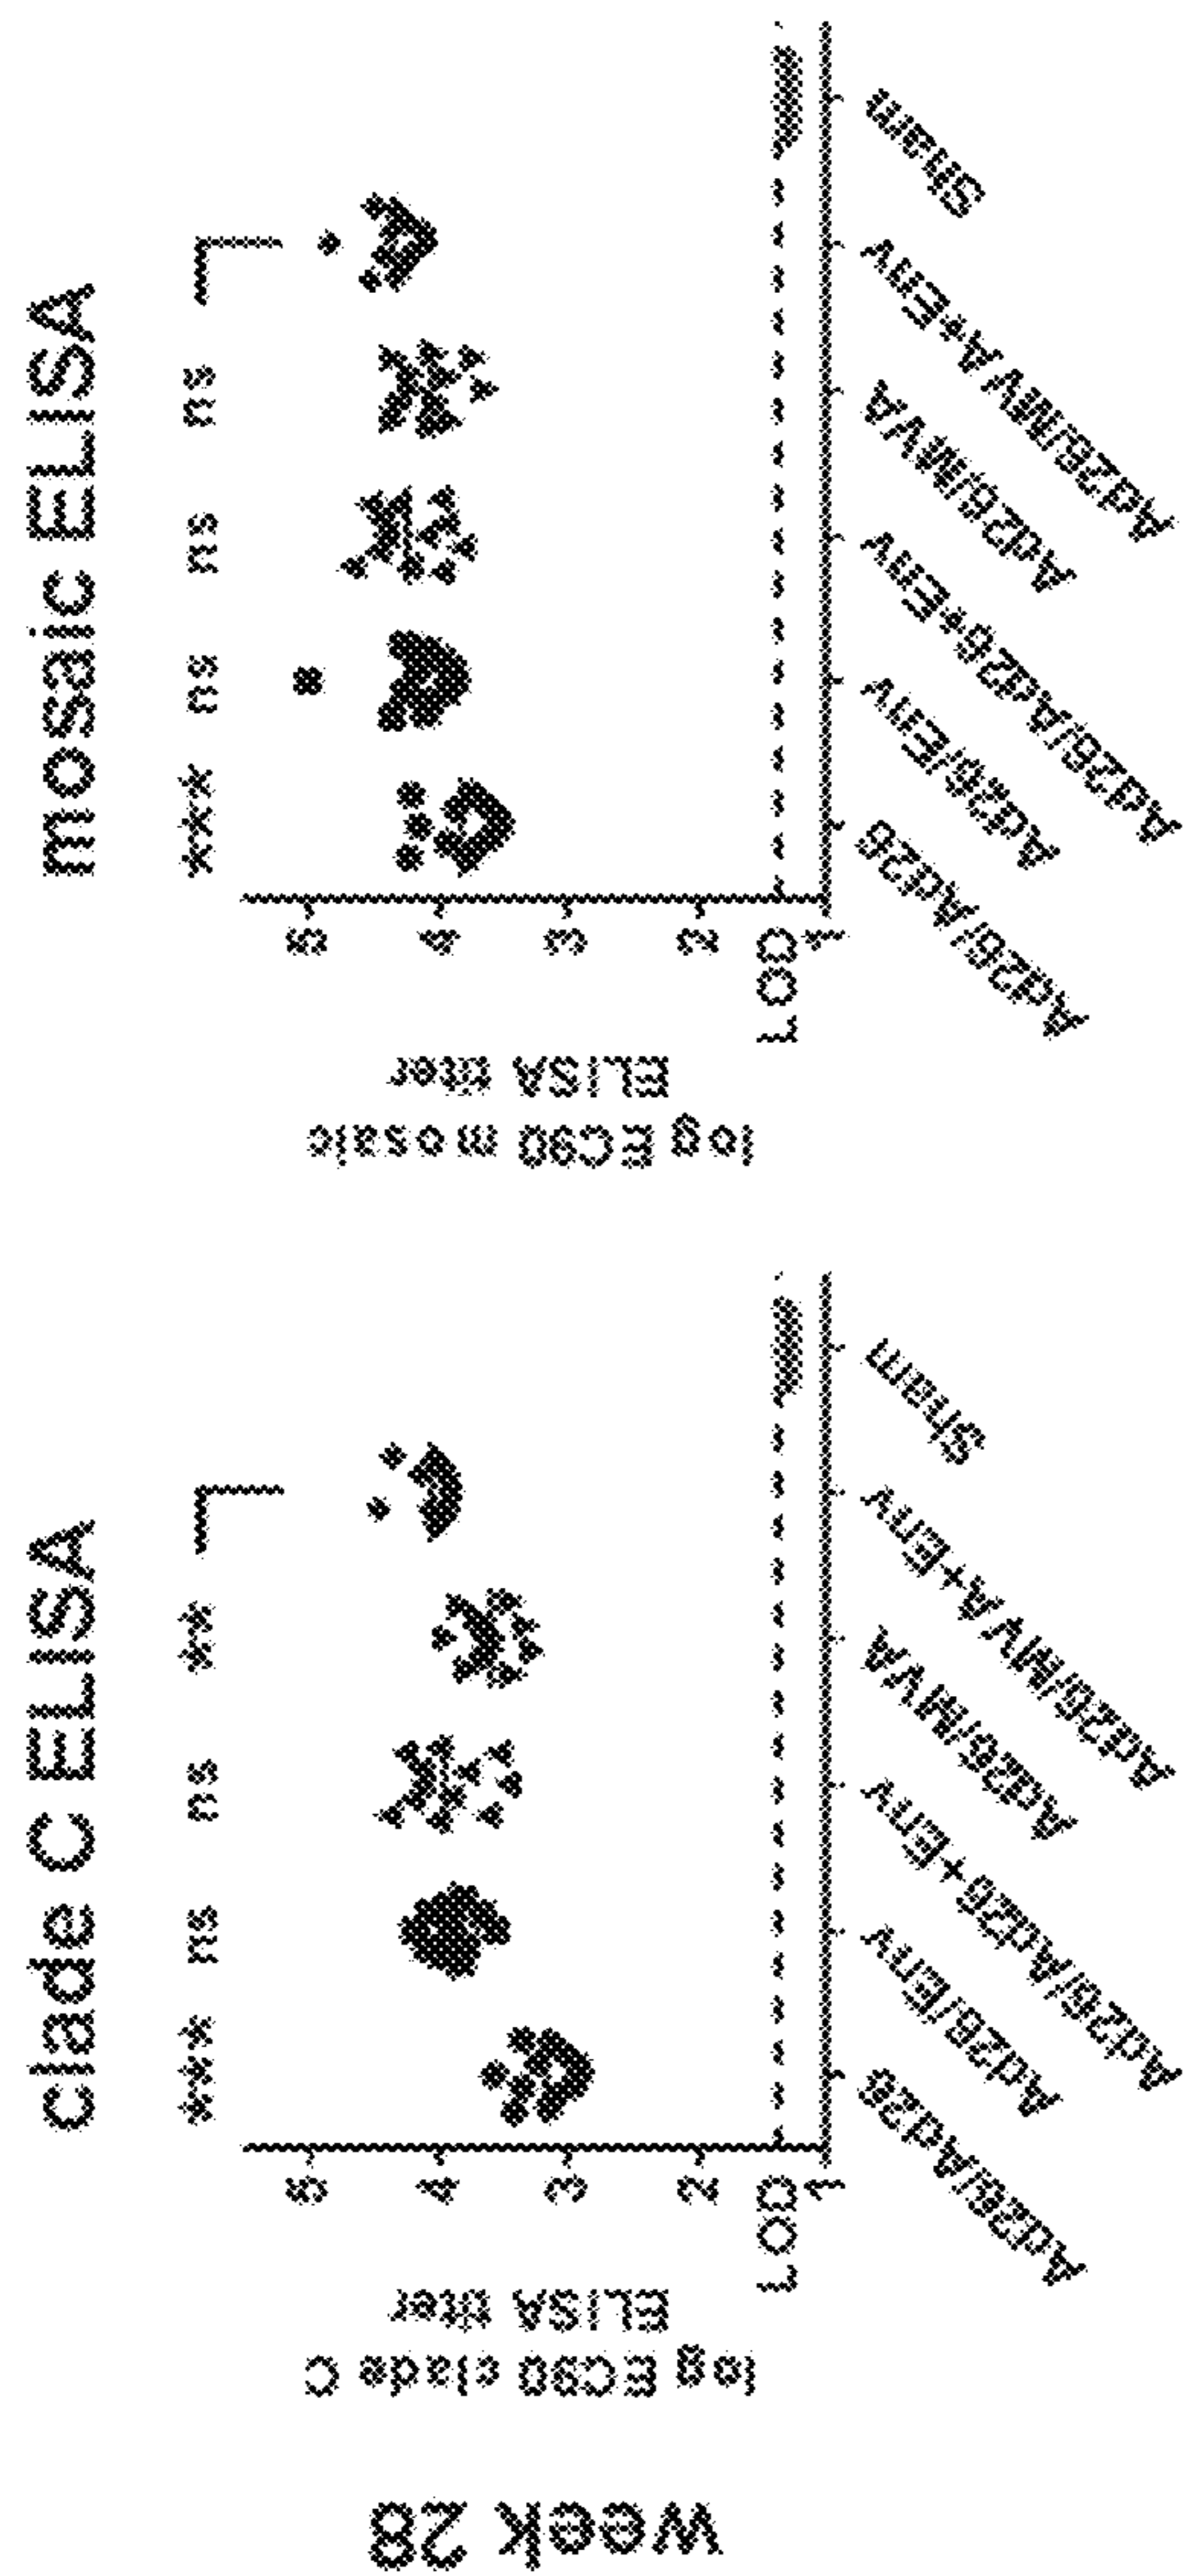 week 28
clade C ELISA
*** ns ns **
log EC90 clade C
ELISA titer
5
4
3
2
LOD
1
Ad26/Ad26
Ad26/Env
Ad26/Ad26+Env
Ad26/MVA
Ad26/MVA+Env
Sham
mosaic ELISA
*** ns ns ns
log EC90 mosaic
ELISA titer
5
4
3
2
LOD
1
Ad26/Ad26
Ad26/Env
Ad26/Ad26+Env
Ad26/MVA
Ad26/MVA+Env
Sham